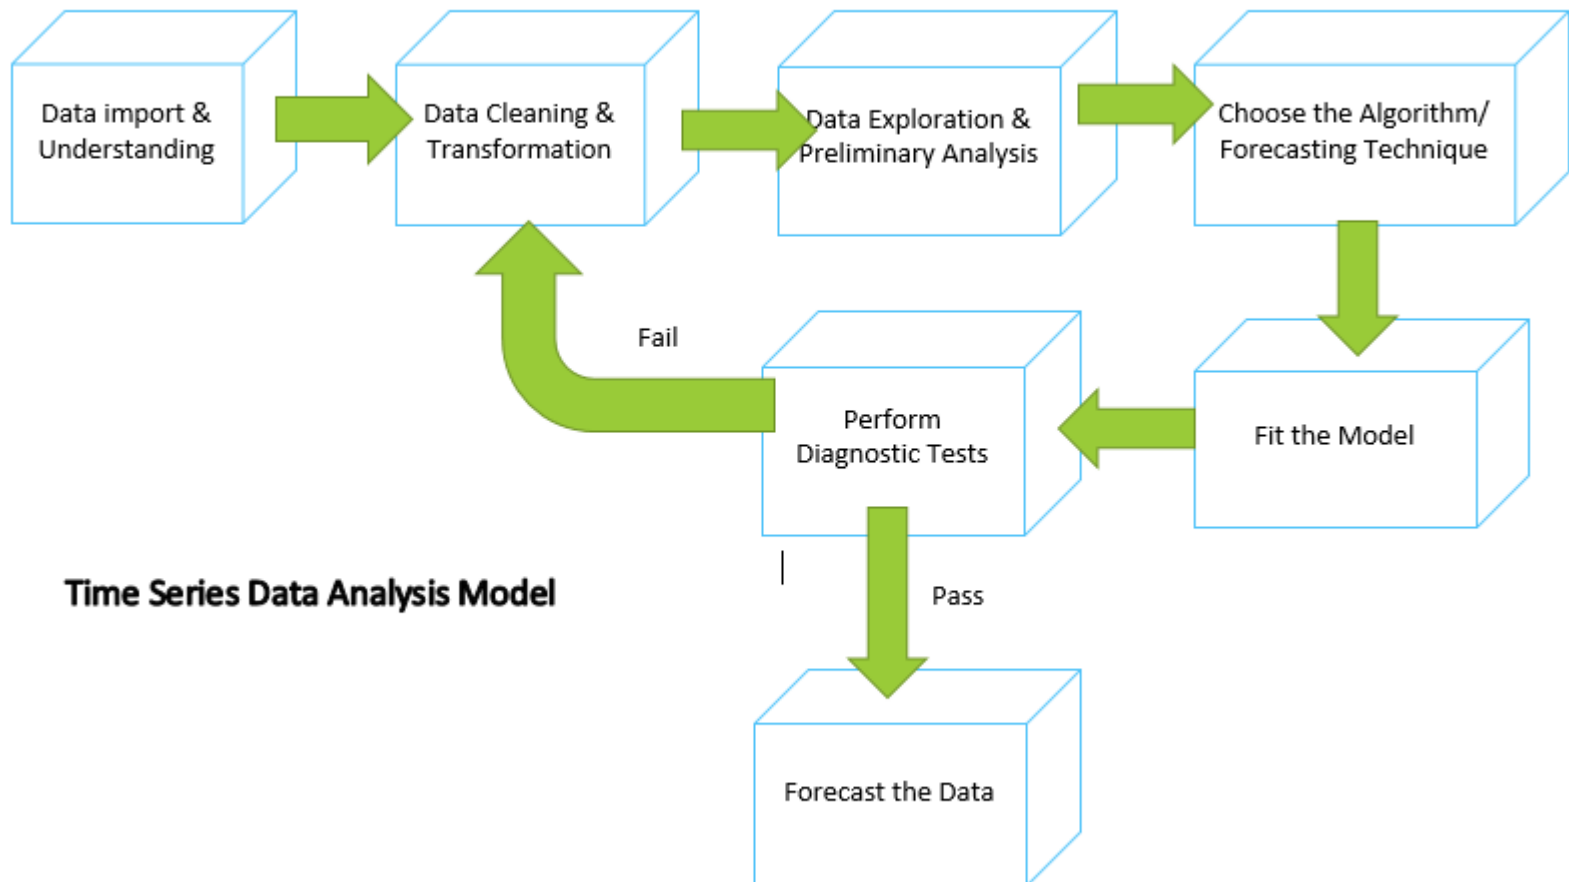 Data import &
Understanding
Data Cleaning &
Transformation
Data Exploration &
Preliminary Analysis
Choose the Algorithm/
Forecasting Technique
Fail
Perform
Diagnostic Tests
Fit the Model
Time Series Data Analysis Model
Pass
Forecast the Data